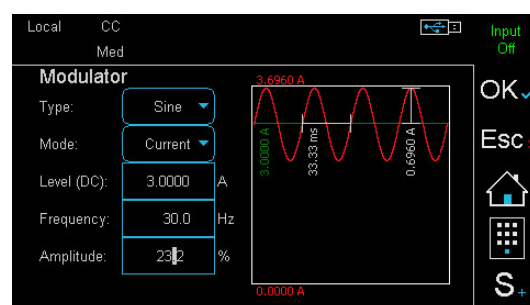 Local CC
Input
Off
Med
Modulator
3.6960 A
OK
Type: Sine
Mode: Current
Esc
3.0000 A
33.33 ms
0.6960 A
Level (DC): 3.0000 A
Frequency: 30.0 Hz
Amplitude: 23.2 %
0.0000 A
S+